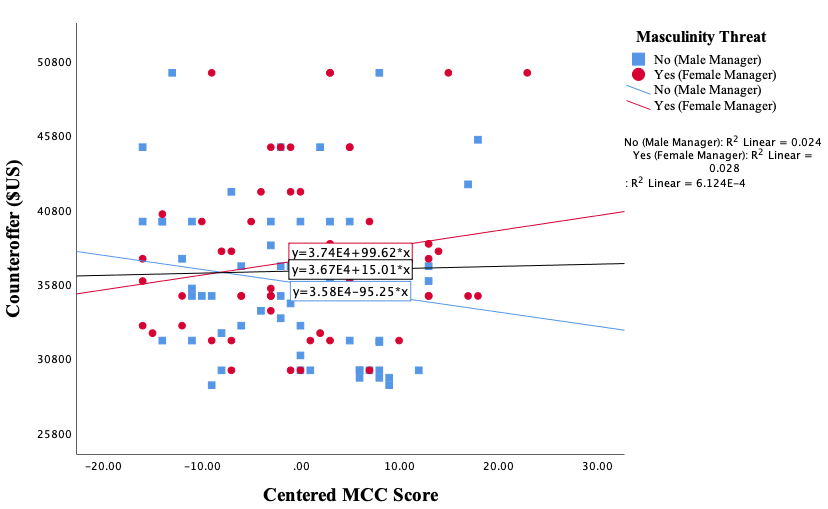 Masculinity Threat
No (Male Manager)
Yes (Female Manager)
No (Male Manager)
Yes (Female Manager)
No (Male Manager): R² Linear = 0.024
Yes (Female Manager): R² Linear =
0.028
: R² Linear = 6.124E-4
Counteroffer ($US)
50800
45800
40800
35800
30800
25800
y=3.74E4+99.62*x
y=3.67E4+15.01*x
y=3.58E4-95.25*x
-20.00
-10.00
.00
10.00
20.00
30.00
Centered MCC Score